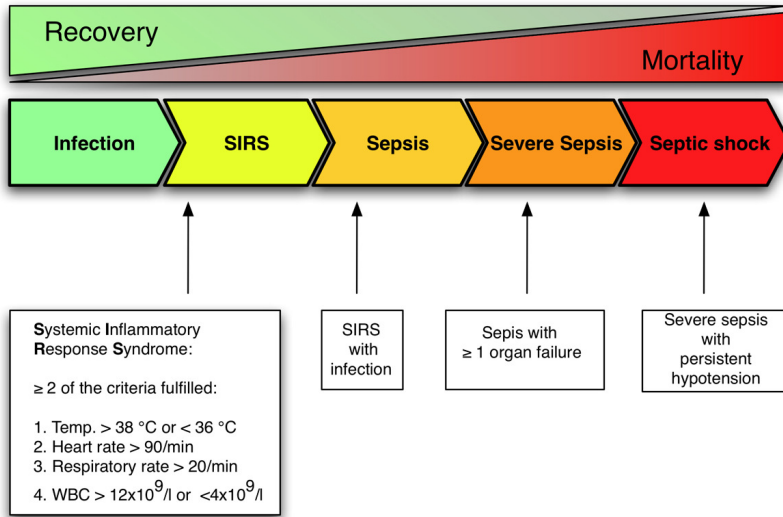 Recovery
Mortality
Infection
SIRS
Sepsis
Severe Sepsis
Septic shock
Systemic Inflammatory
Response Syndrome:
≥ 2 of the criteria fulfilled:
1. Temp. > 38 °C or < 36 °C
2. Heart rate > 90/min
3. Respiratory rate > 20/min
4. WBC > 12x10⁹/l or <4x10⁹/l
SIRS
with
infection
Sepis with
≥ 1 organ failure
Severe sepsis
with
persistent
hypotension